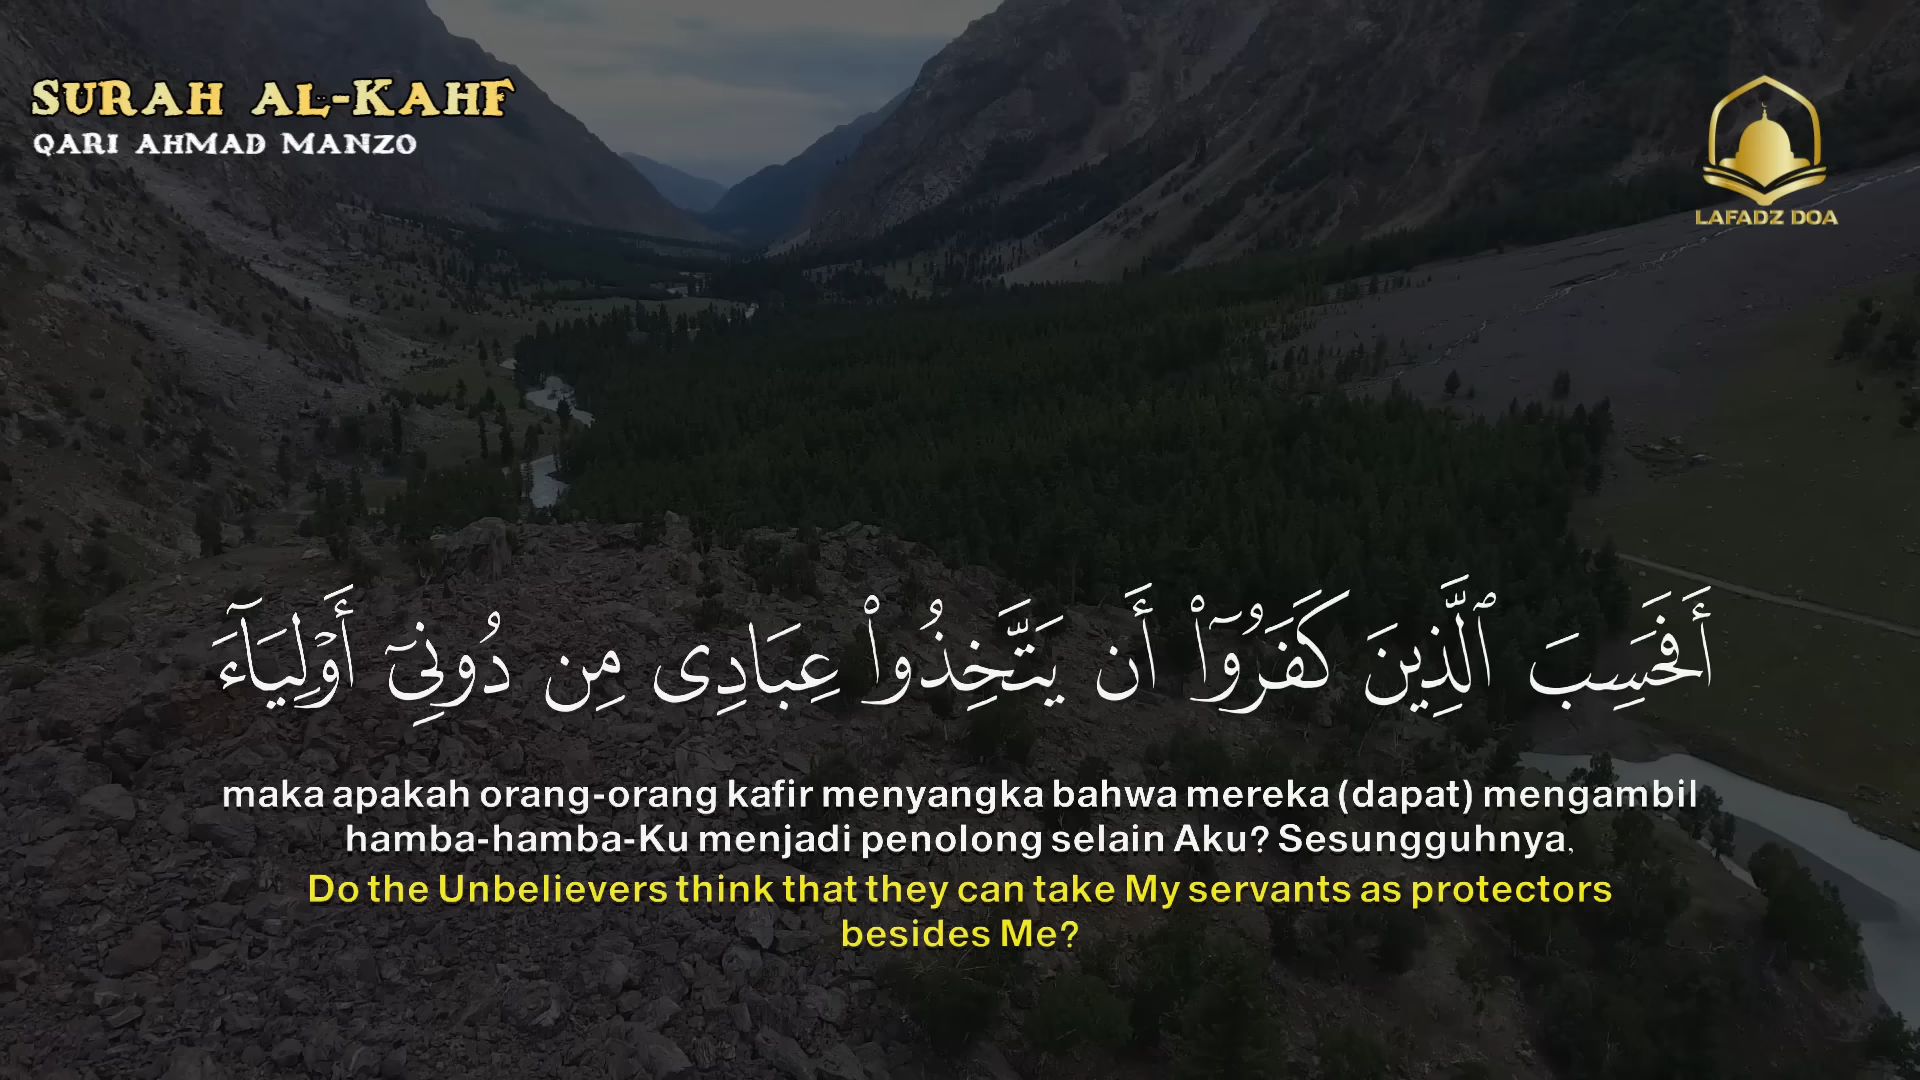 SURAH AL-KAHF
QARI AHMAD MANZO
LAFADZ DOA
أَفَحَسِبَ ٱلَّذِينَ كَفَرُوٓا۟ أَن يَتَّخِذُوا۟ عِبَادِى مِن دُونِىٓ أَوْلِيَآءَ
maka apakah orang-orang kafir menyangka bahwa mereka (dapat) mengambil
hamba-hamba-Ku menjadi penolong selain Aku? Sesungguhnya,
Do the Unbelievers think that they can take My servants as protectors
besides Me?